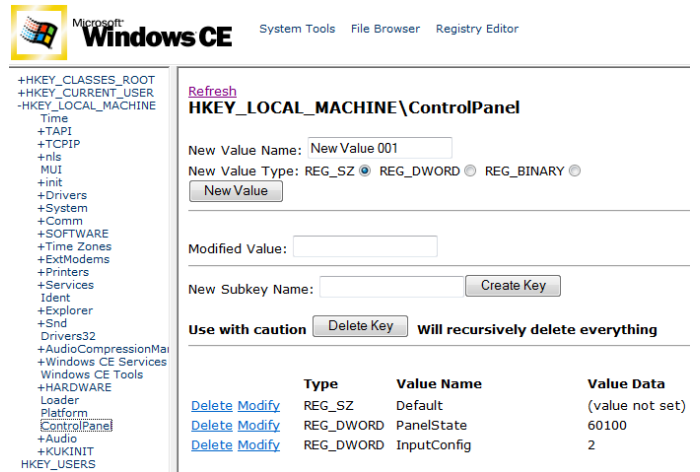 Microsoft®
Windows CE
System Tools File Browser Registry Editor
+HKEY_CLASSES_ROOT
+HKEY_CURRENT_USER
-HKEY_LOCAL_MACHINE
Time
+TAPI
+TCPIP
+nls
MUI
+init
+Drivers
+System
+Comm
+SOFTWARE
+Time Zones
+ExtModems
+Printers
+Services
Ident
+Explorer
+Snd
Drivers32
+AudioCompressionMa
+Windows CE Services
Windows CE Tools
+HARDWARE
Loader
Platform
ControlPanel
+Audio
+KUKINIT
HKEY_USERS
Refresh
HKEY_LOCAL_MACHINE\ControlPanel
New Value Name: New Value 001
New Value Type: REG_SZ REG_DWORD REG_BINARY
New Value
Modified Value:
New Subkey Name: Create Key
Use with caution Delete Key Will recursively delete everything
Type Value Name Value Data
Delete Modify REG_SZ Default (value not set)
Delete Modify REG_DWORD PanelState 60100
Delete Modify REG_DWORD InputConfig 2